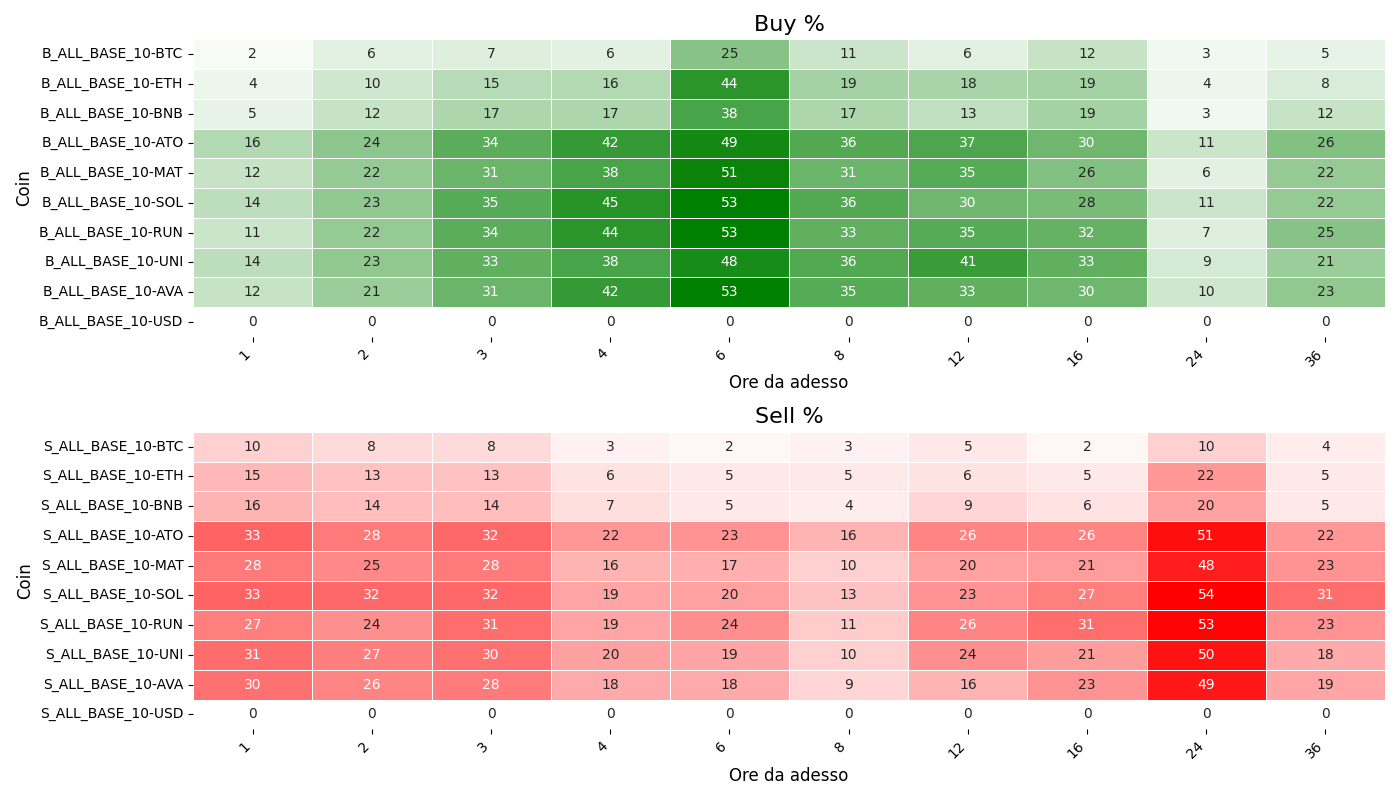 Buy %
Coin
B_ALL_BASE_10-BTC 2 6 7 6 25 11 6 12 3 5
B_ALL_BASE_10-ETH 4 10 15 16 44 19 18 19 4 8
B_ALL_BASE_10-BNB 5 12 17 17 38 17 13 19 3 12
B_ALL_BASE_10-ATO 16 24 34 42 49 36 37 30 11 26
B_ALL_BASE_10-MAT 12 22 31 38 51 31 35 26 6 22
B_ALL_BASE_10-SOL 14 23 35 45 53 36 30 28 11 22
B_ALL_BASE_10-RUN 11 22 34 44 53 33 35 32 7 25
B_ALL_BASE_10-UNI 14 23 33 38 48 36 41 33 9 21
B_ALL_BASE_10-AVA 12 21 31 42 53 35 33 30 10 23
B_ALL_BASE_10-USD 0 0 0 0 0 0 0 0 0 0
1 2 3 4 6 8 12 16 24 36
Ore da adesso
Sell %
Coin
S_ALL_BASE_10-BTC 10 8 8 3 2 3 5 2 10 4
S_ALL_BASE_10-ETH 15 13 13 6 5 5 6 5 22 5
S_ALL_BASE_10-BNB 16 14 14 7 5 4 9 6 20 5
S_ALL_BASE_10-ATO 33 28 32 22 23 16 26 26 51 22
S_ALL_BASE_10-MAT 28 25 28 16 17 10 20 21 48 23
S_ALL_BASE_10-SOL 33 32 32 19 20 13 23 27 54 31
S_ALL_BASE_10-RUN 27 24 31 19 24 11 26 31 53 23
S_ALL_BASE_10-UNI 31 27 30 20 19 10 24 21 50 18
S_ALL_BASE_10-AVA 30 26 28 18 18 9 16 23 49 19
S_ALL_BASE_10-USD 0 0 0 0 0 0 0 0 0 0
1 2 3 4 6 8 12 16 24 36
Ore da adesso